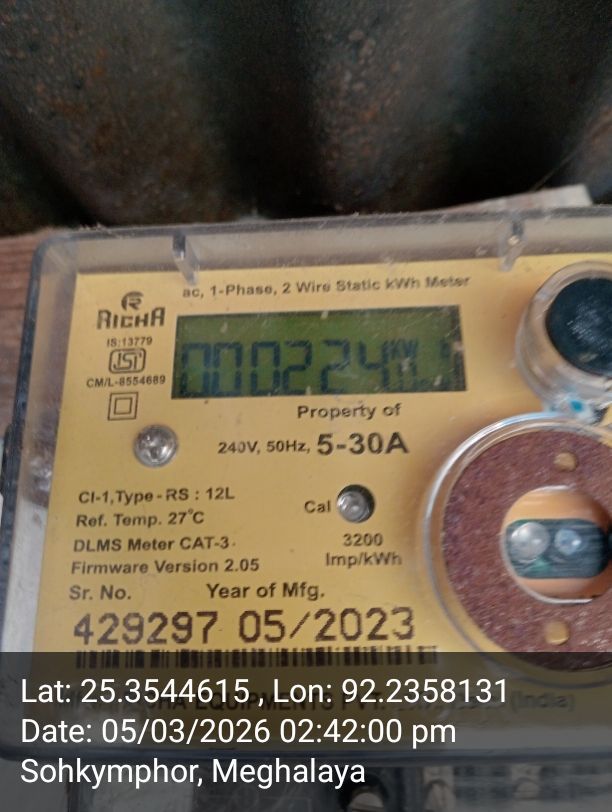 ac, 1-Phase, 2 Wire Static kWh Meter
RICHA
IS:13779
ISI
CM/L-8554689
000224
Property of
240V, 50Hz, 5-30A
Cl-1,Type-RS : 12L
Cal
Ref. Temp. 27°C
3200
DLMS Meter CAT-3
Imp/kWh
Firmware Version 2.05
Sr. No. Year of Mfg.
429297 05/2023
EQUIPMENTS (India)
Lat: 25.3544615 , Lon: 92.2358131
Date: 05/03/2026 02:42:00 pm
Sohkymphor, Meghalaya